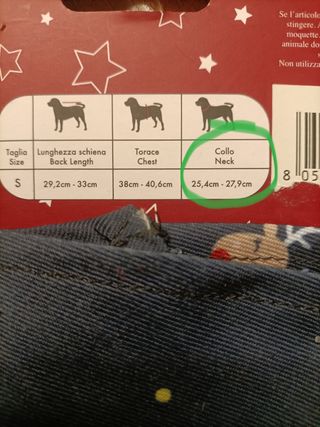 Se l'articolo
stingere.
moquette.
animale do
Non utilizza
Taglia
Size
Lunghezza schiena
Back Length
Torace
Chest
Collo
Neck
S
29,2cm - 33cm
38cm - 40,6cm
25,4cm - 27,9cm
8 05